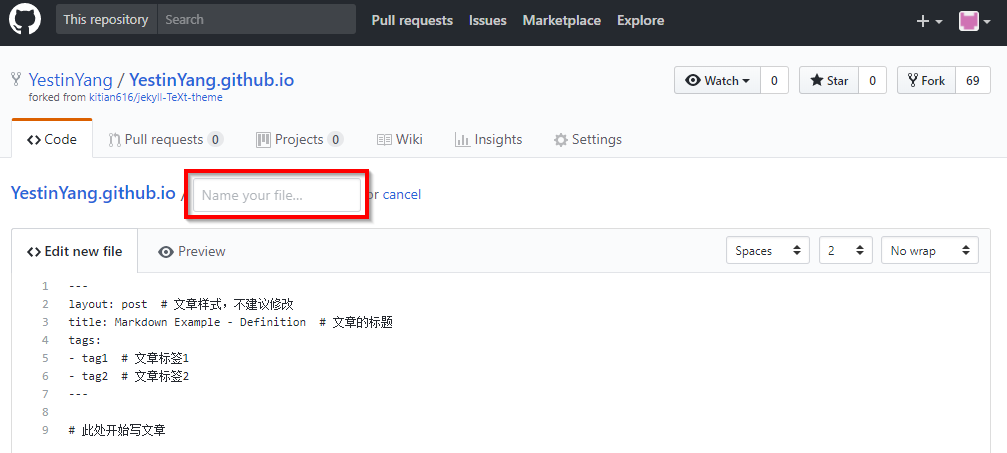 This repository Search Pull requests Issues Marketplace Explore
YestinYang / YestinYang.github.io Watch 0 Star 0 Fork 69
forked from kitian616/jekyll-TeXt-theme
Code Pull requests 0 Projects 0 Wiki Insights Settings
YestinYang.github.io / Name your file... or cancel
Edit new file Preview Spaces 2 No wrap
1 ---
2 layout: post # 文章样式，不建议修改
3 title: Markdown Example - Definition # 文章的标题
4 tags:
5 - tag1 # 文章标签1
6 - tag2 # 文章标签2
7 ---
8
9 # 此处开始写文章